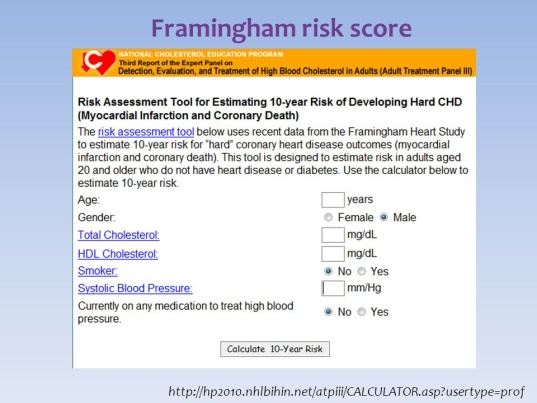 Framingham risk score
NATIONAL CHOLESTEROL EDUCATION PROGRAM
Third Report of the Expert Panel on
Detection, Evaluation, and Treatment of High Blood Cholesterol in Adults (Adult Treatment Panel III)
Risk Assessment Tool for Estimating 10-year Risk of Developing Hard CHD
(Myocardial Infarction and Coronary Death)
The risk assessment tool below uses recent data from the Framingham Heart Study
to estimate 10-year risk for “hard” coronary heart disease outcomes (myocardial
infarction and coronary death). This tool is designed to estimate risk in adults aged
20 and older who do not have heart disease or diabetes. Use the calculator below to
estimate 10-year risk.
Age: years
Gender: Female Male
Total Cholesterol: mg/dL
HDL Cholesterol: mg/dL
Smoker: No Yes
Systolic Blood Pressure: mm/Hg
Currently on any medication to treat high blood
pressure. No Yes
Calculate 10-Year Risk
http://hp2010.nhlbihin.net/atpiii/CALCULATOR.asp?usertype=prof